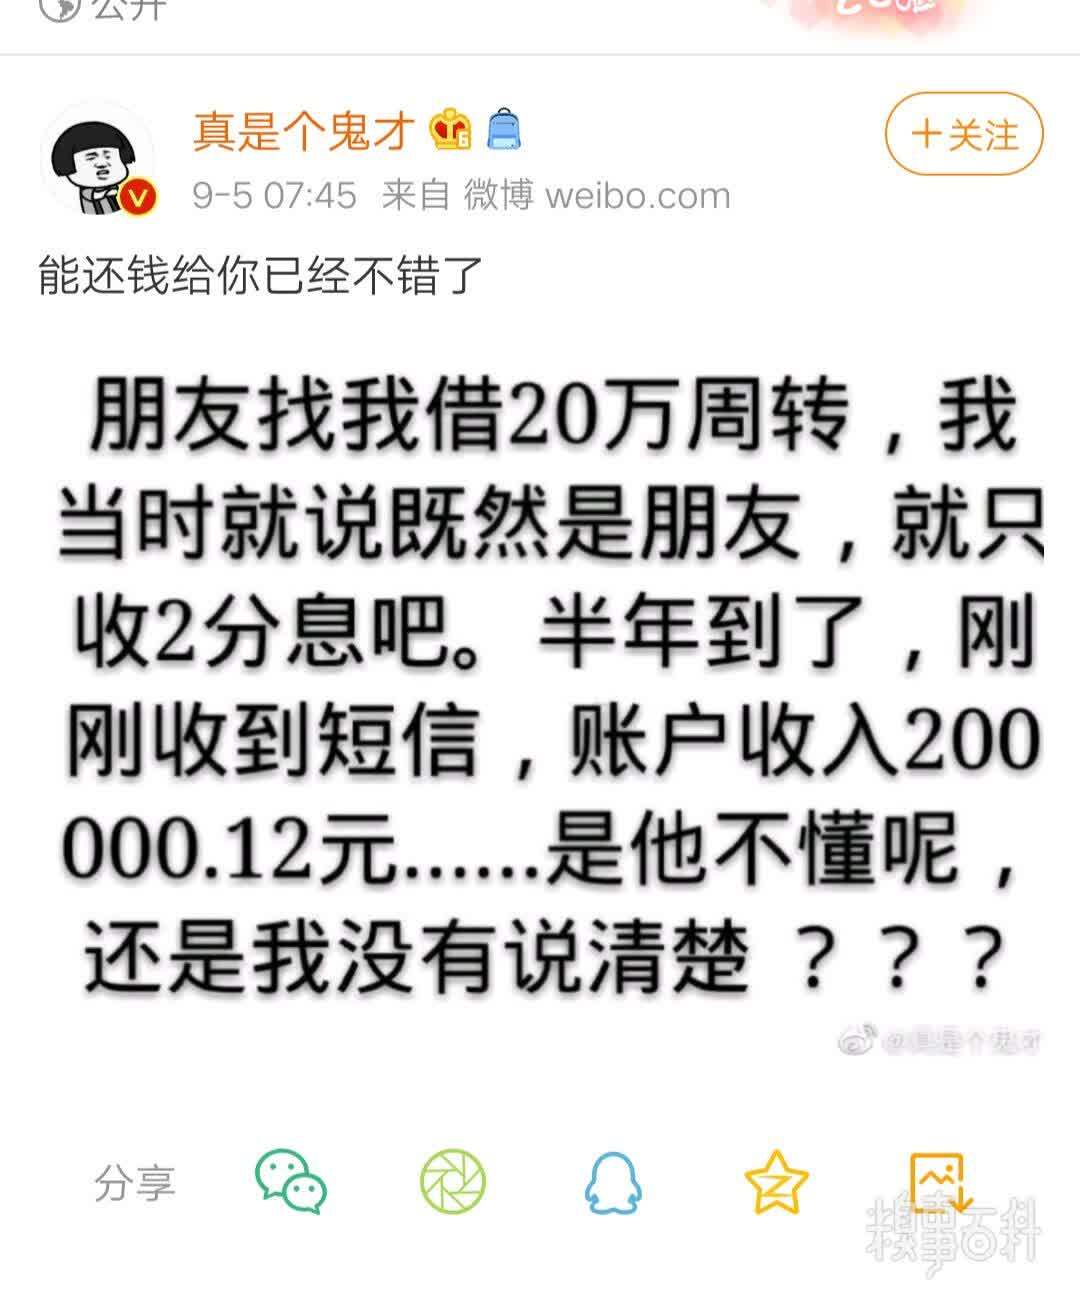 公开
真是个鬼才
+关注
9-5 07:45 来自 微博 weibo.com
能还钱给你已经不错了
朋友找我借20万周转，我
当时就说既然是朋友，就只
收2分息吧。半年到了，刚
刚收到短信，账户收入200
000.12元......是他不懂呢，
还是我没有说清楚 ？？？
@真是个鬼才
分享
糗事百科